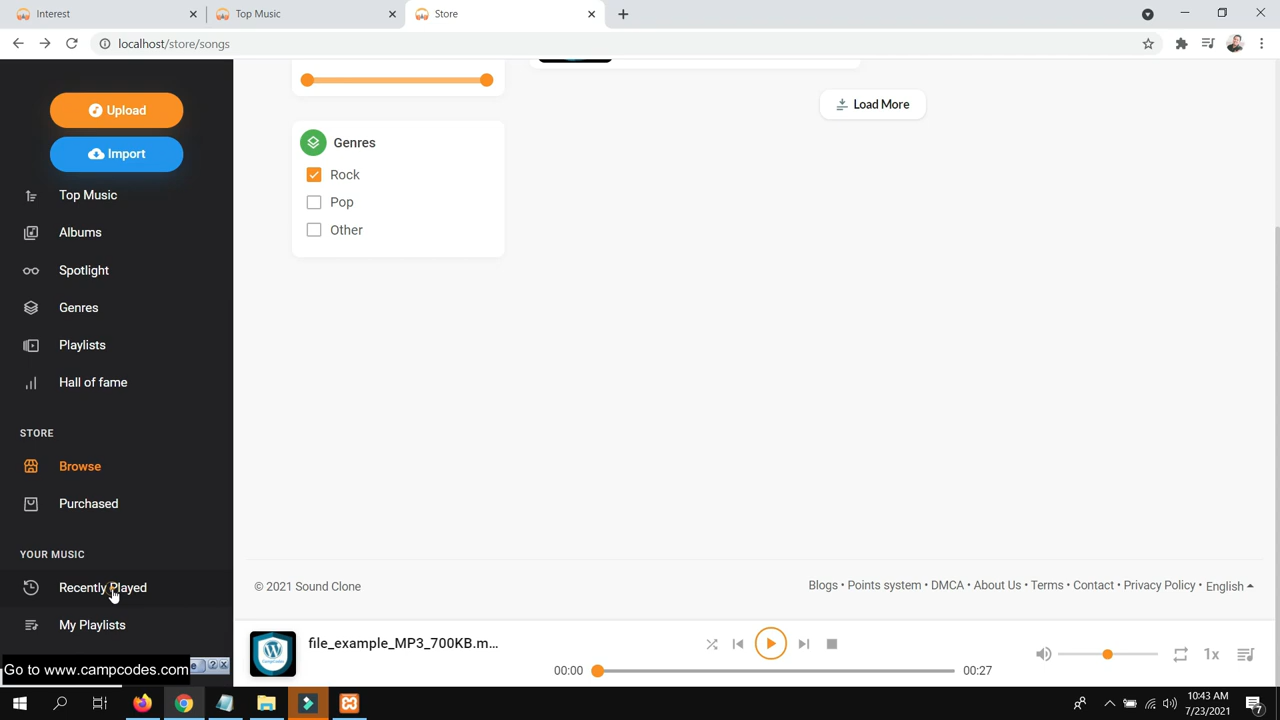 Interest
Top Music
Store
localhost/store/songs
Upload
Import
Top Music
Albums
Spotlight
Genres
Playlists
Hall of fame
STORE
Browse
Purchased
YOUR MUSIC
Recently Played
My Playlists
Load More
Genres
Rock
Pop
Other
© 2021 Sound Clone
Blogs • Points system • DMCA • About Us • Terms • Contact • Privacy Policy • English
WordPress
CampCodes
file_example_MP3_700KB.m...
00:00
00:27
1x
Go to www.campcodes.com
10:43 AM
7/23/2021
7